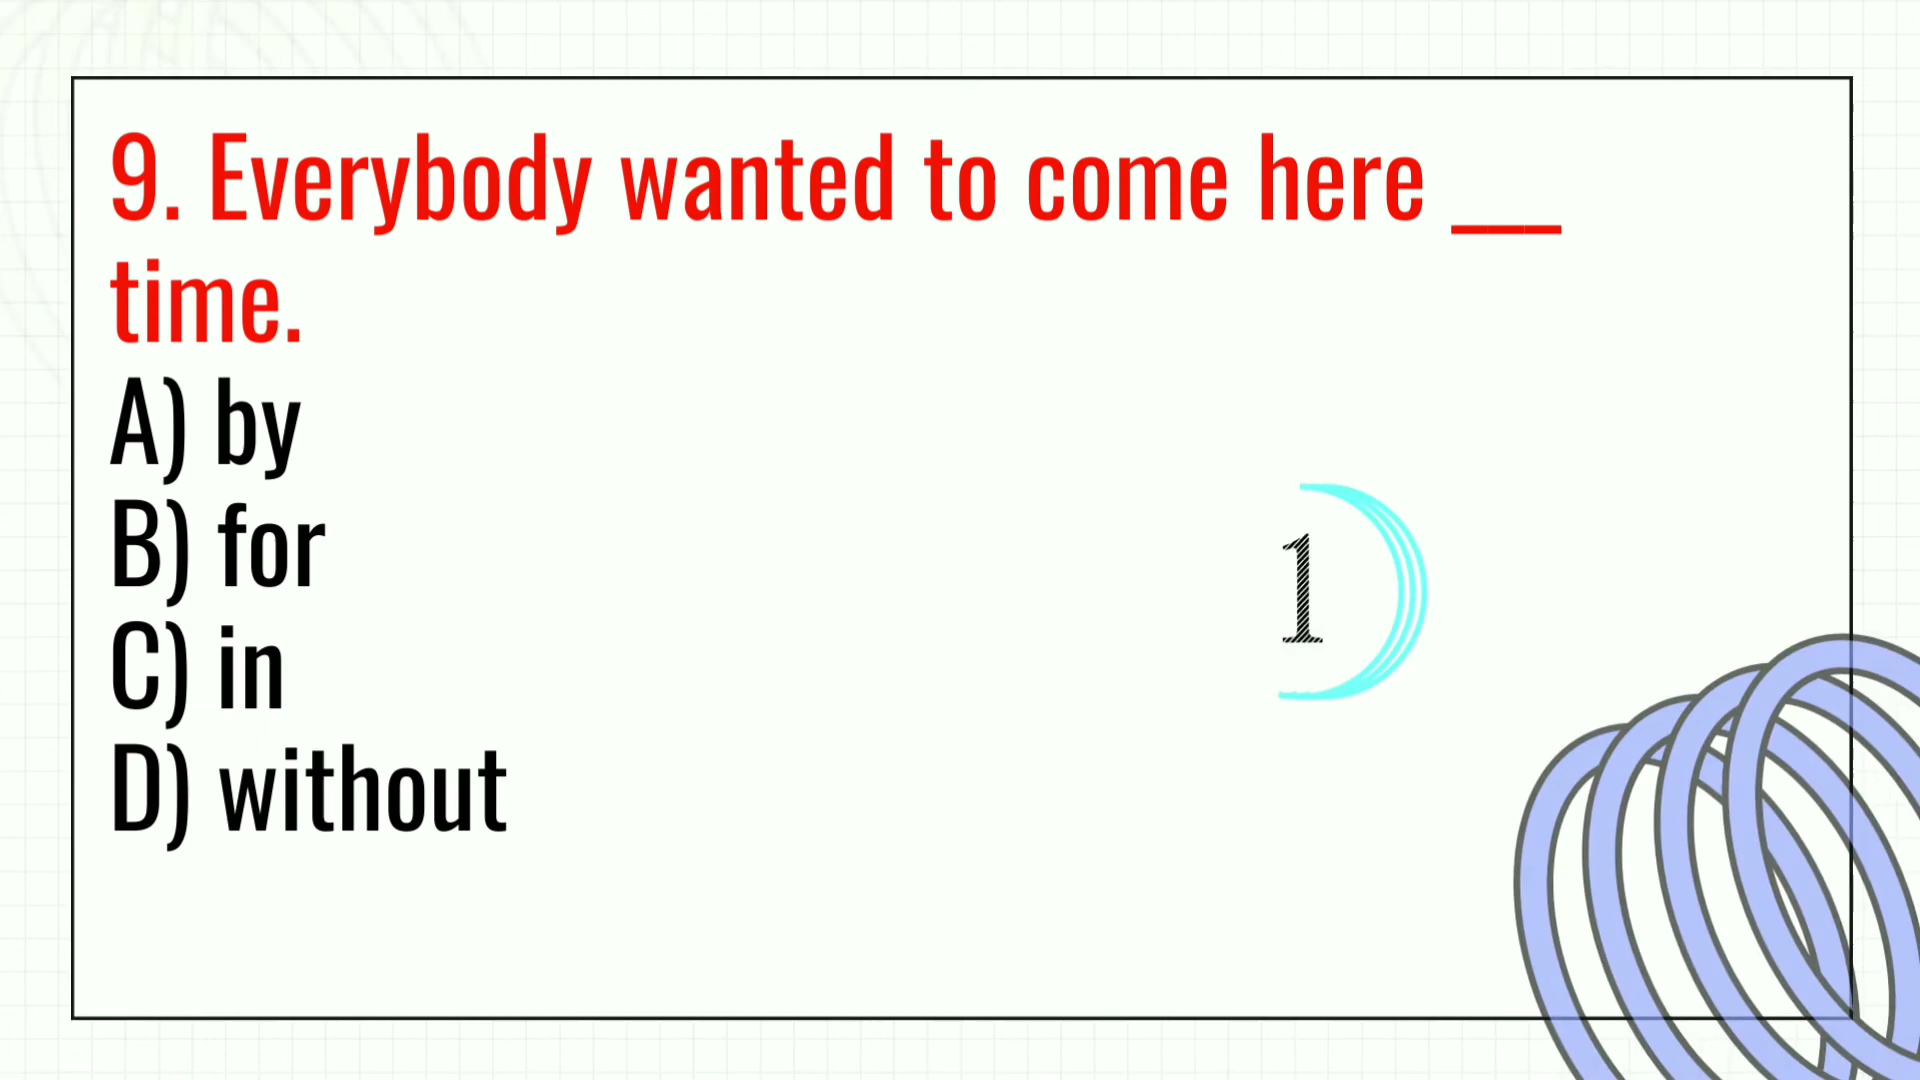 9. Everybody wanted to come here ___
time.
A) by
B) for
C) in
D) without
1